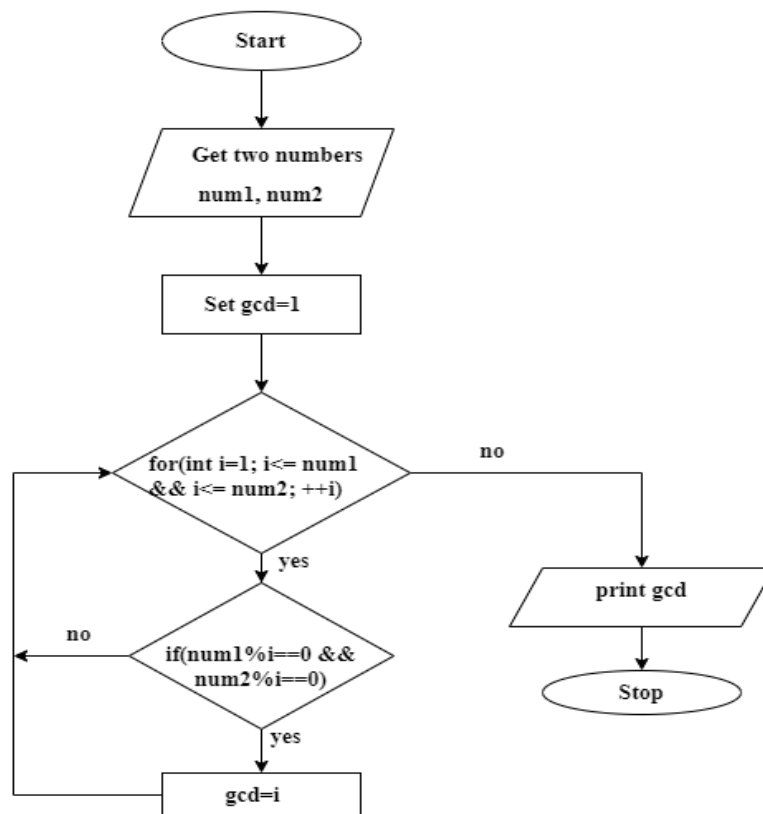 Start
Get two numbers
num1, num2
Set gcd=1
for(int i=1; i<= num1
&& i<= num2; ++i)
no
yes
print gcd
no
if(num1%i==0 &&
num2%i==0)
Stop
yes
gcd=i